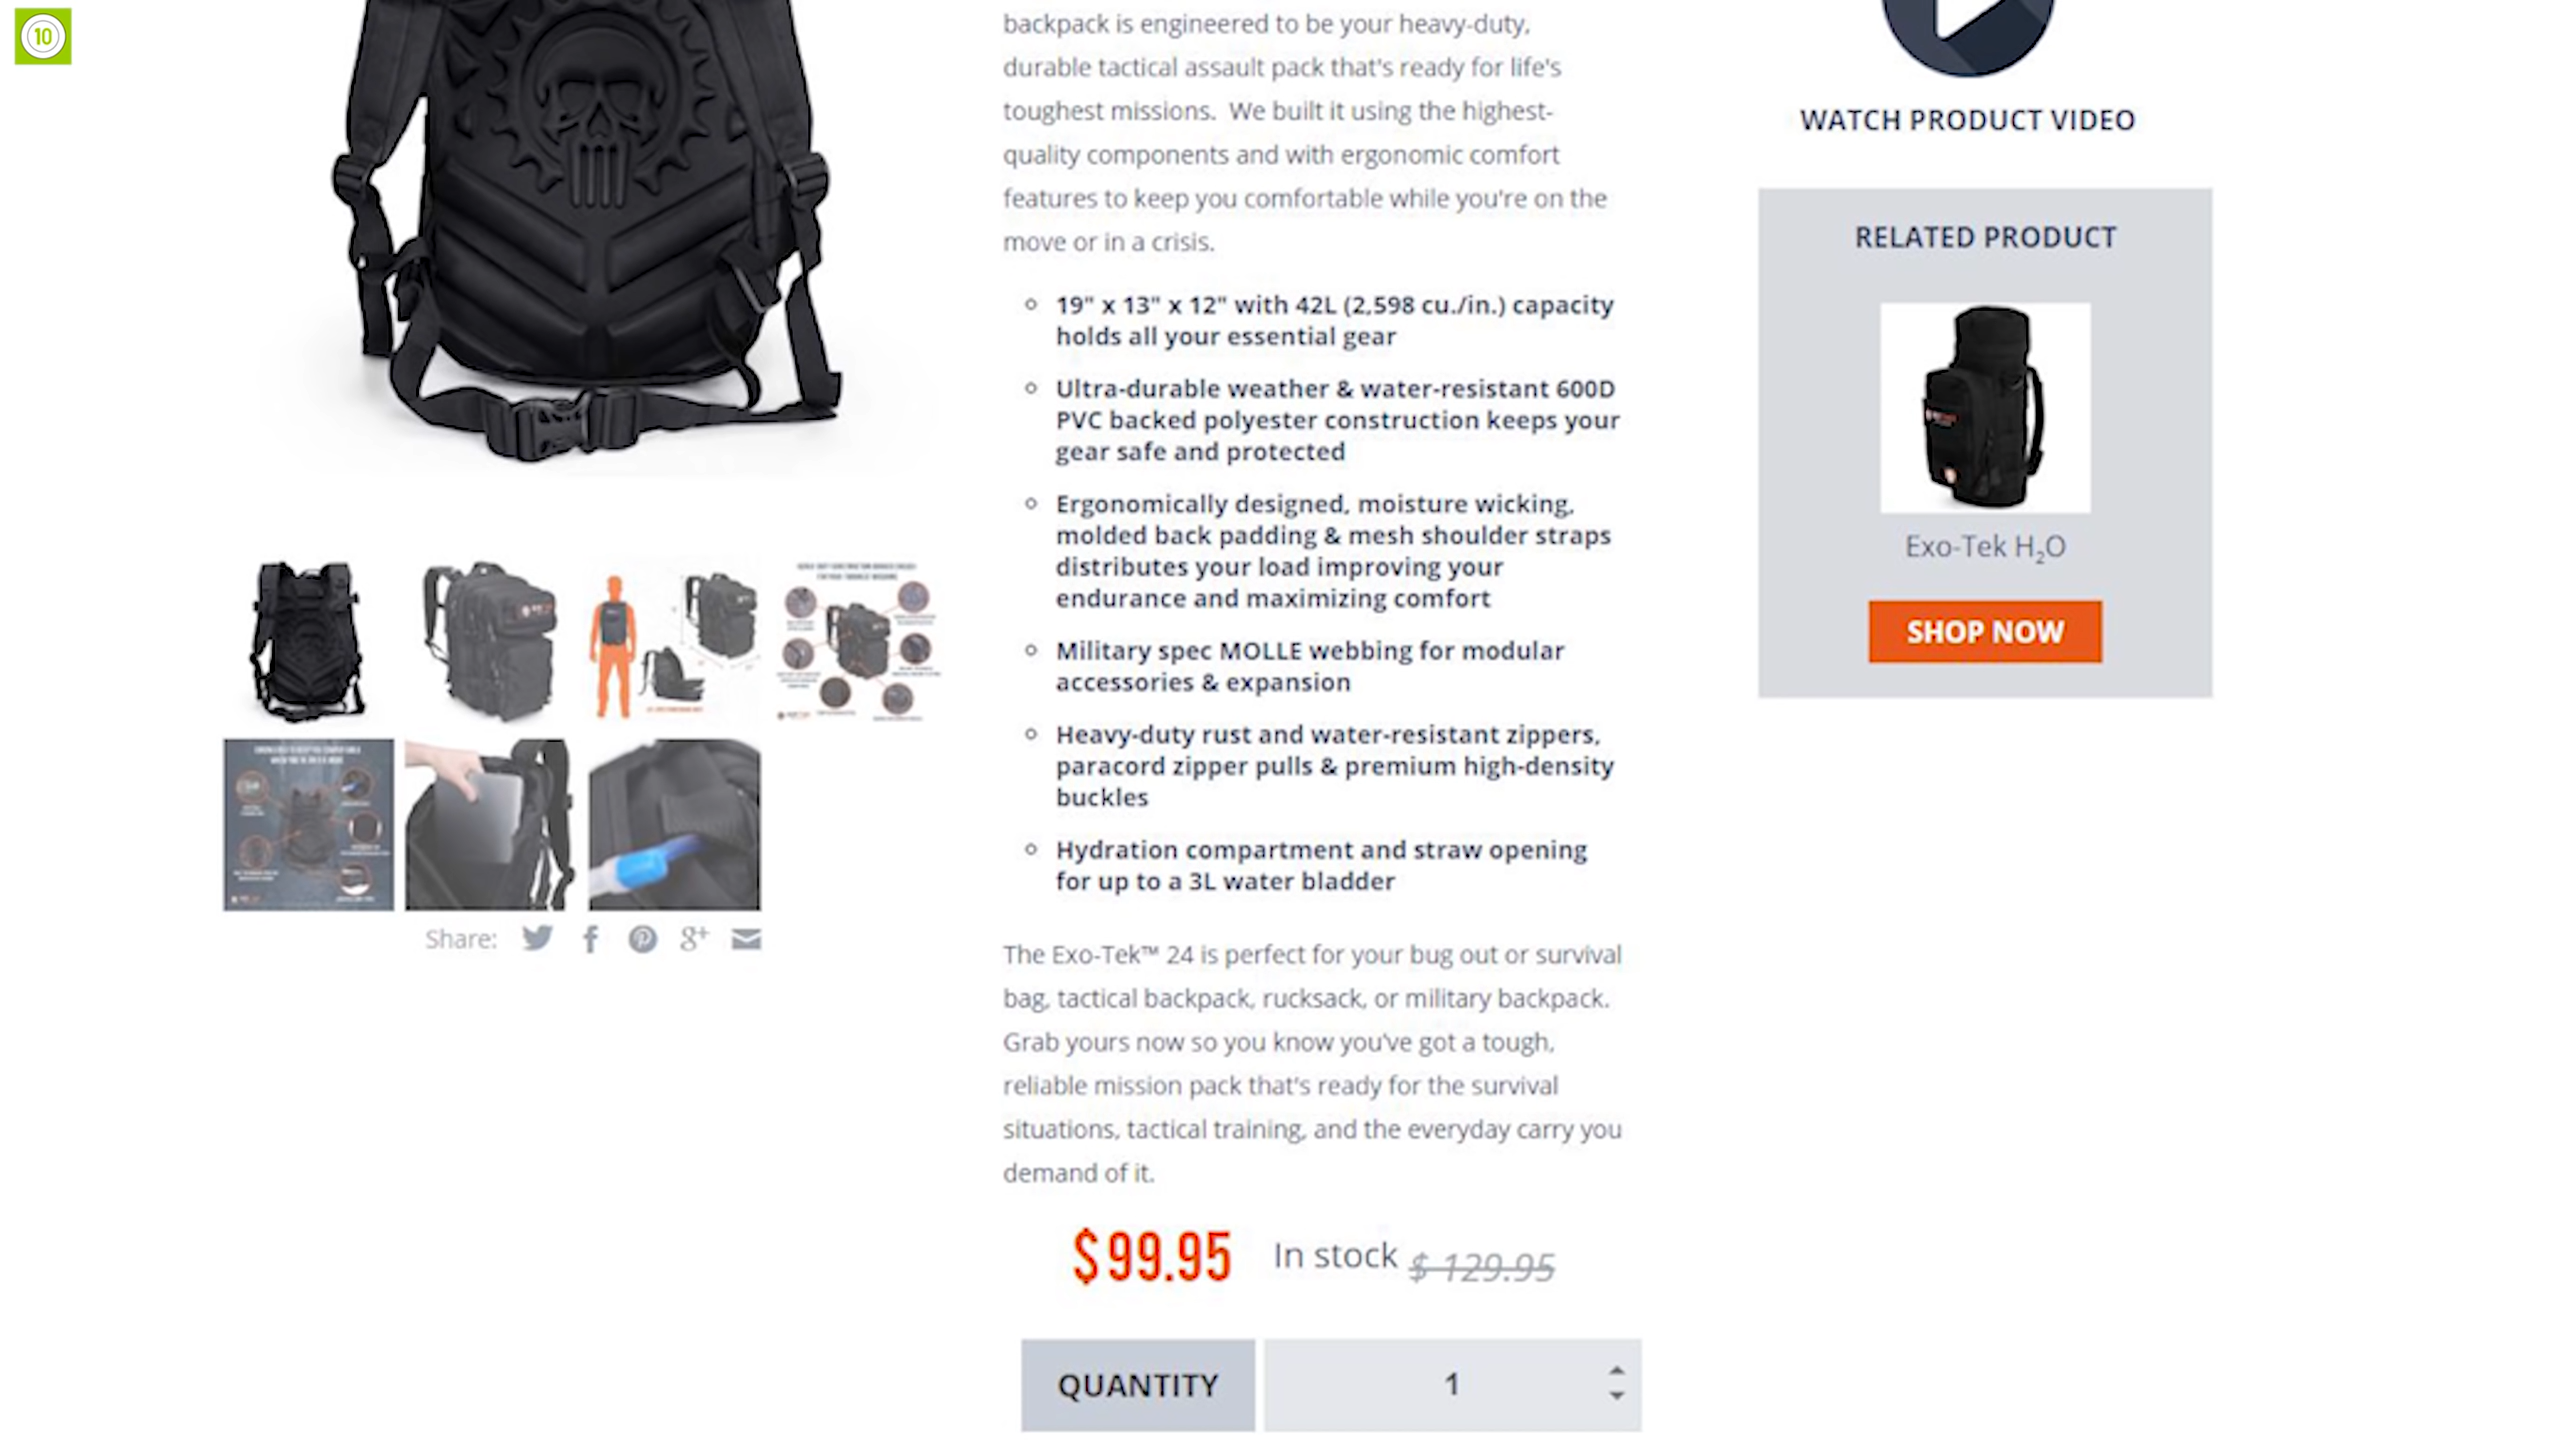 10
backpack is engineered to be your heavy-duty,
durable tactical assault pack that's ready for life's
toughest missions.  We built it using the highest-
quality components and with ergonomic comfort
features to keep you comfortable while you're on the
move or in a crisis.
19" x 13" x 12" with 42L (2,598 cu./in.) capacity
holds all your essential gear
Ultra-durable weather & water-resistant 600D
PVC backed polyester construction keeps your
gear safe and protected
Ergonomically designed, moisture wicking,
molded back padding & mesh shoulder straps
distributes your load improving your
endurance and maximizing comfort
Military spec MOLLE webbing for modular
accessories & expansion
Heavy-duty rust and water-resistant zippers,
paracord zipper pulls & premium high-density
buckles
Hydration compartment and straw opening
for up to a 3L water bladder
The Exo-Tek™ 24 is perfect for your bug out or survival
bag, tactical backpack, rucksack, or military backpack.
Grab yours now so you know you've got a tough,
reliable mission pack that's ready for the survival
situations, tactical training, and the everyday carry you
demand of it.
$99.95 In stock $ 129.95
QUANTITY 1
Share:
WATCH PRODUCT VIDEO
RELATED PRODUCT
Exo-Tek H₂O
SHOP NOW